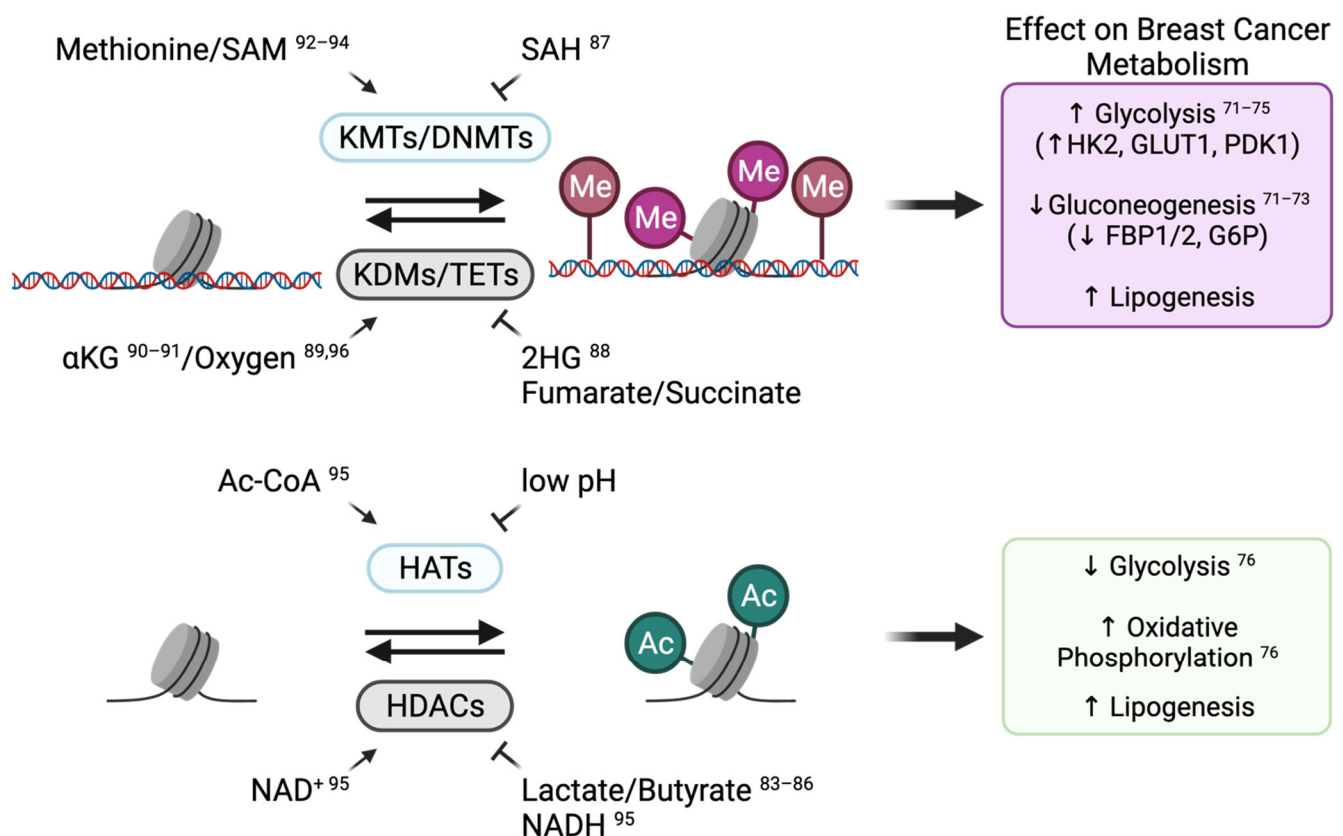 Methionine/SAM 92–94
SAH 87
KMTs/DNMTs
KDMs/TETs
αKG 90–91/Oxygen 89,96
2HG 88
Fumarate/Succinate
Me
Me
Me
Me
Effect on Breast Cancer
Metabolism
↑ Glycolysis 71–75
(↑HK2, GLUT1, PDK1)
↓Gluconeogenesis 71–73
(↓ FBP1/2, G6P)
↑ Lipogenesis
Ac-CoA 95
low pH
HATs
HDACs
NAD+ 95
Lactate/Butyrate 83–86
NADH 95
Ac
Ac
↓ Glycolysis 76
↑ Oxidative
Phosphorylation 76
↑ Lipogenesis